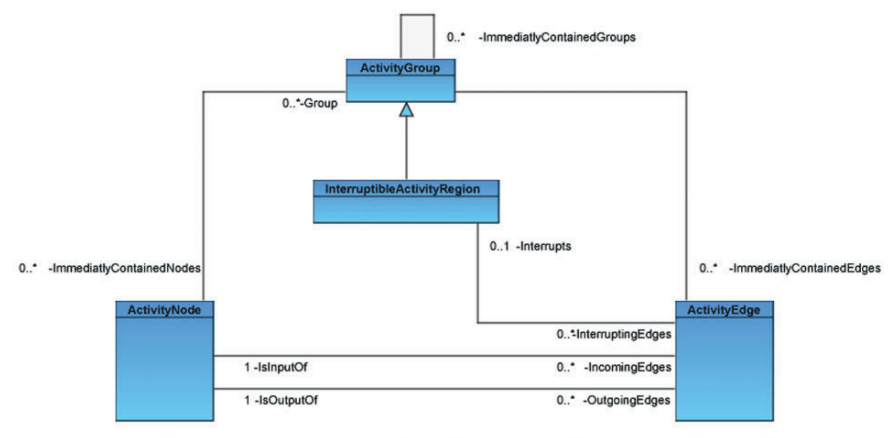 0..* -ImmediatlyContainedGroups
ActivityGroup
0..*-Group
InterruptibleActivityRegion
0..1 -Interrupts
0..* -ImmediatlyContainedNodes
0..* -ImmediatlyContainedEdges
ActivityNode
ActivityEdge
0..*-InterruptingEdges
1 -IsInputOf
0..* -IncomingEdges
1 -IsOutputOf
0..* -OutgoingEdges